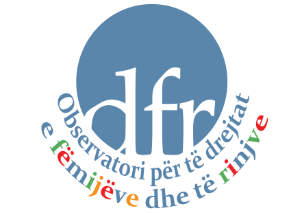 dfr
Observatori për të drejtat
e fëmijëve dhe të rinjve